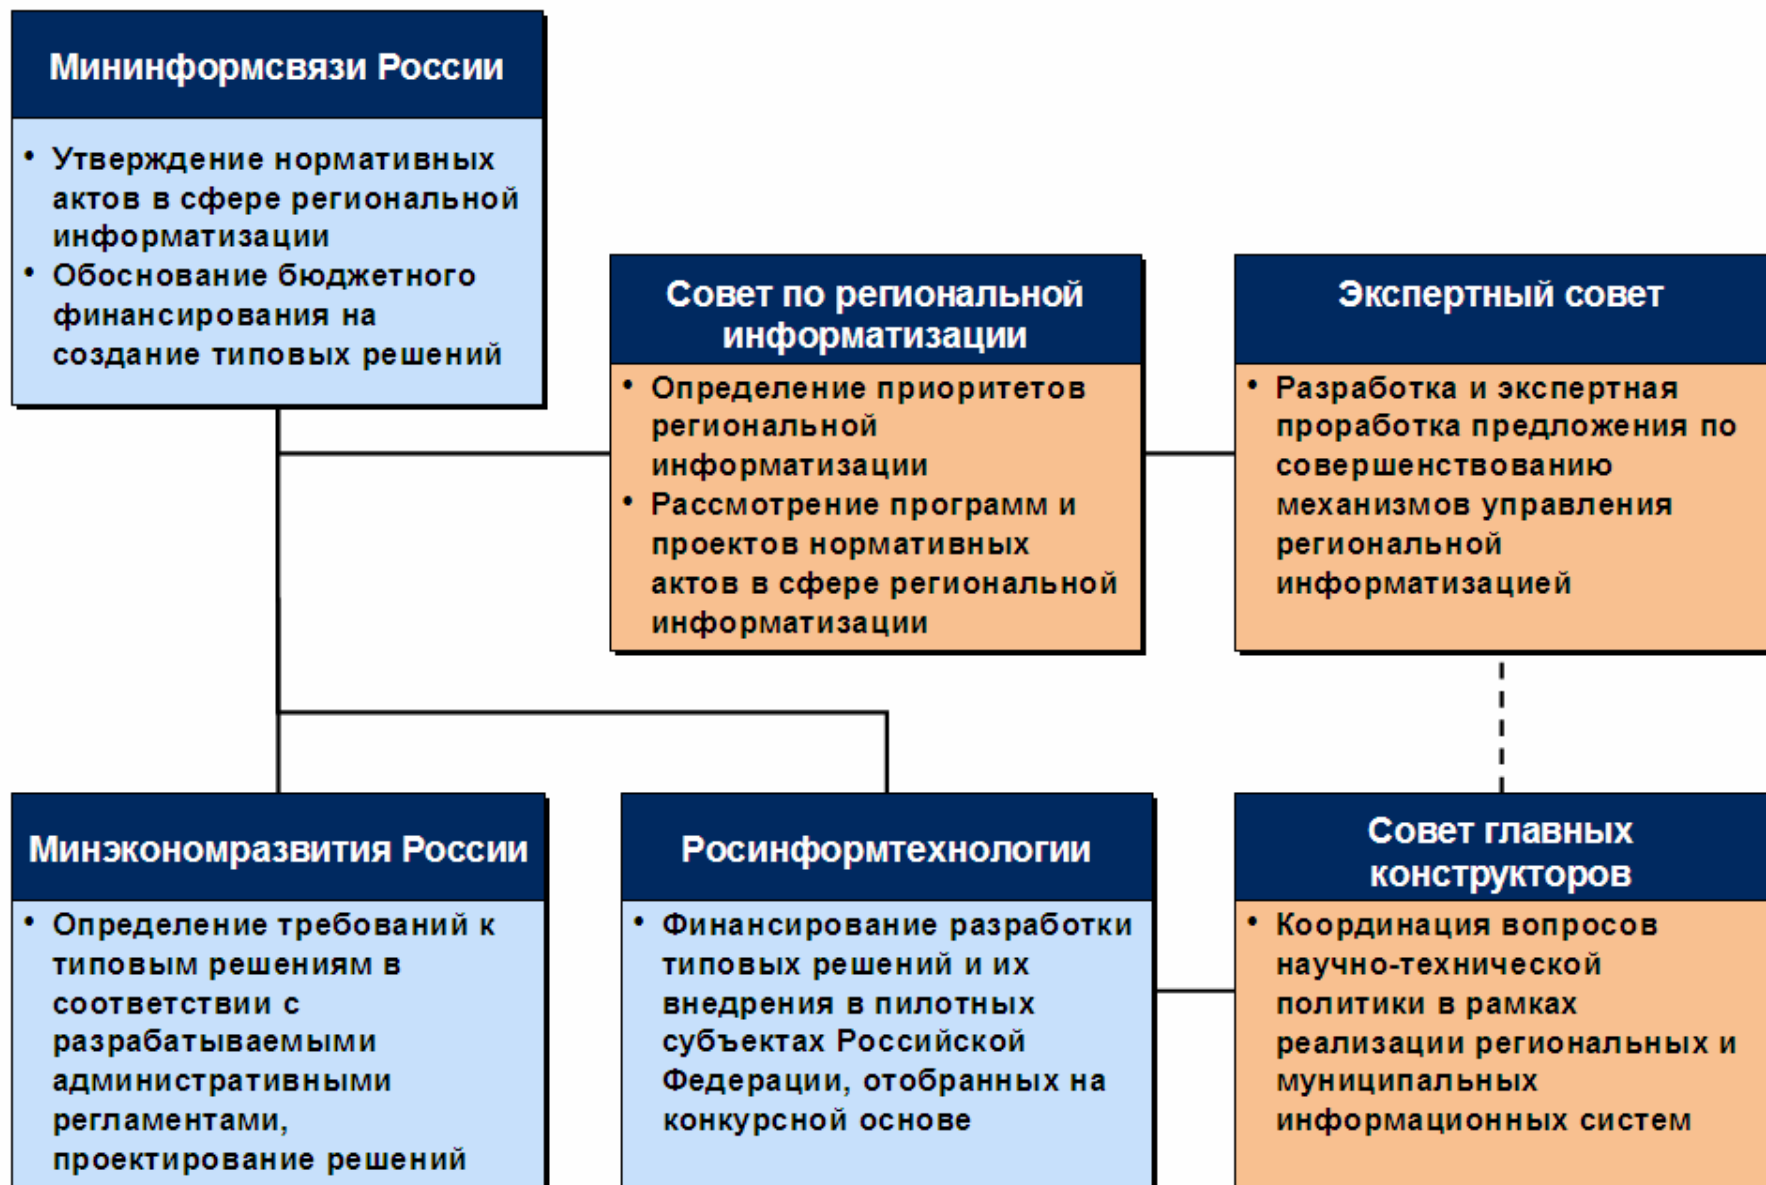 Мининформсвязи России
• Утверждение нормативных
актов в сфере региональной
информатизации
• Обоснование бюджетного
финансирования на
создание типовых решений
Совет по региональной
информатизации
• Определение приоритетов
региональной
информатизации
• Рассмотрение программ и
проектов нормативных
актов в сфере региональной
информатизации
Экспертный совет
• Разработка и экспертная
проработка предложения по
совершенствованию
механизмов управления
региональной
информатизацией
Минэкономразвития России
• Определение требований к
типовым решениям в
соответствии с
разрабатываемыми
административными
регламентами,
проектирование решений
Росинформтехнологии
• Финансирование разработки
типовых решений и их
внедрения в пилотных
субъектах Российской
Федерации, отобранных на
конкурсной основе
Совет главных
конструкторов
• Координация вопросов
научно-технической
политики в рамках
реализации региональных и
муниципальных
информационных систем